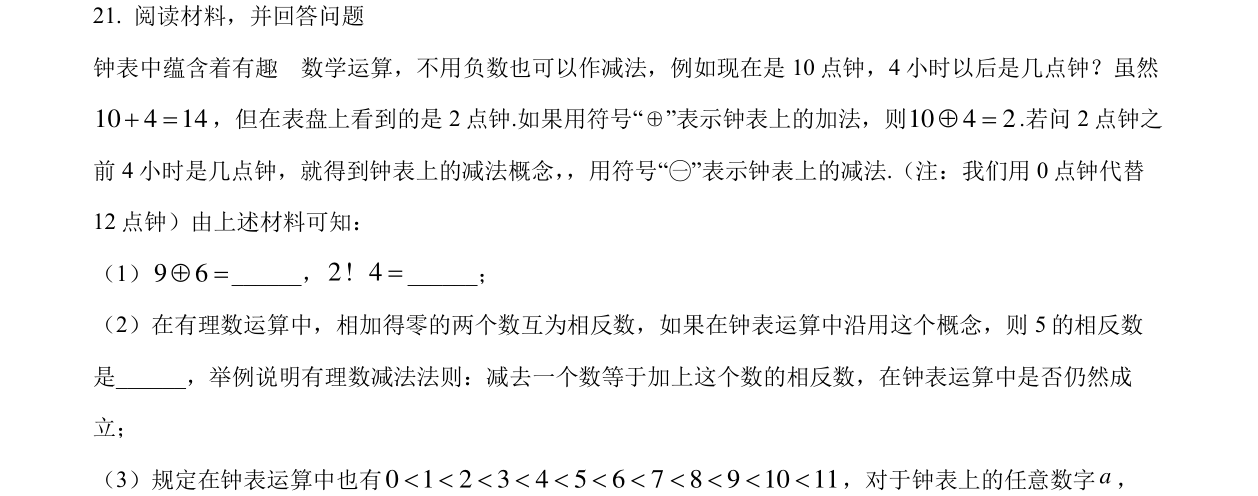 21. 阅读材料，并回答问题
钟表中蕴含着有趣 数学运算，不用负数也可以作减法，例如现在是 10 点钟，4 小时以后是几点钟？虽然
10+4=14，但在表盘上看到的是 2 点钟.如果用符号“⊕”表示钟表上的加法，则10⊕4=2.若问 2 点钟之
前 4 小时是几点钟，就得到钟表上的减法概念，，用符号“㊀”表示钟表上的减法.（注：我们用 0 点钟代替
12 点钟）由上述材料可知：
（1）9⊕6=______，2！4=______；
（2）在有理数运算中，相加得零的两个数互为相反数，如果在钟表运算中沿用这个概念，则 5 的相反数
是______，举例说明有理数减法法则：减去一个数等于加上这个数的相反数，在钟表运算中是否仍然成
立；
（3）规定在钟表运算中也有0<1<2<3<4<5<6<7<8<9<10<11，对于钟表上的任意数字 a，